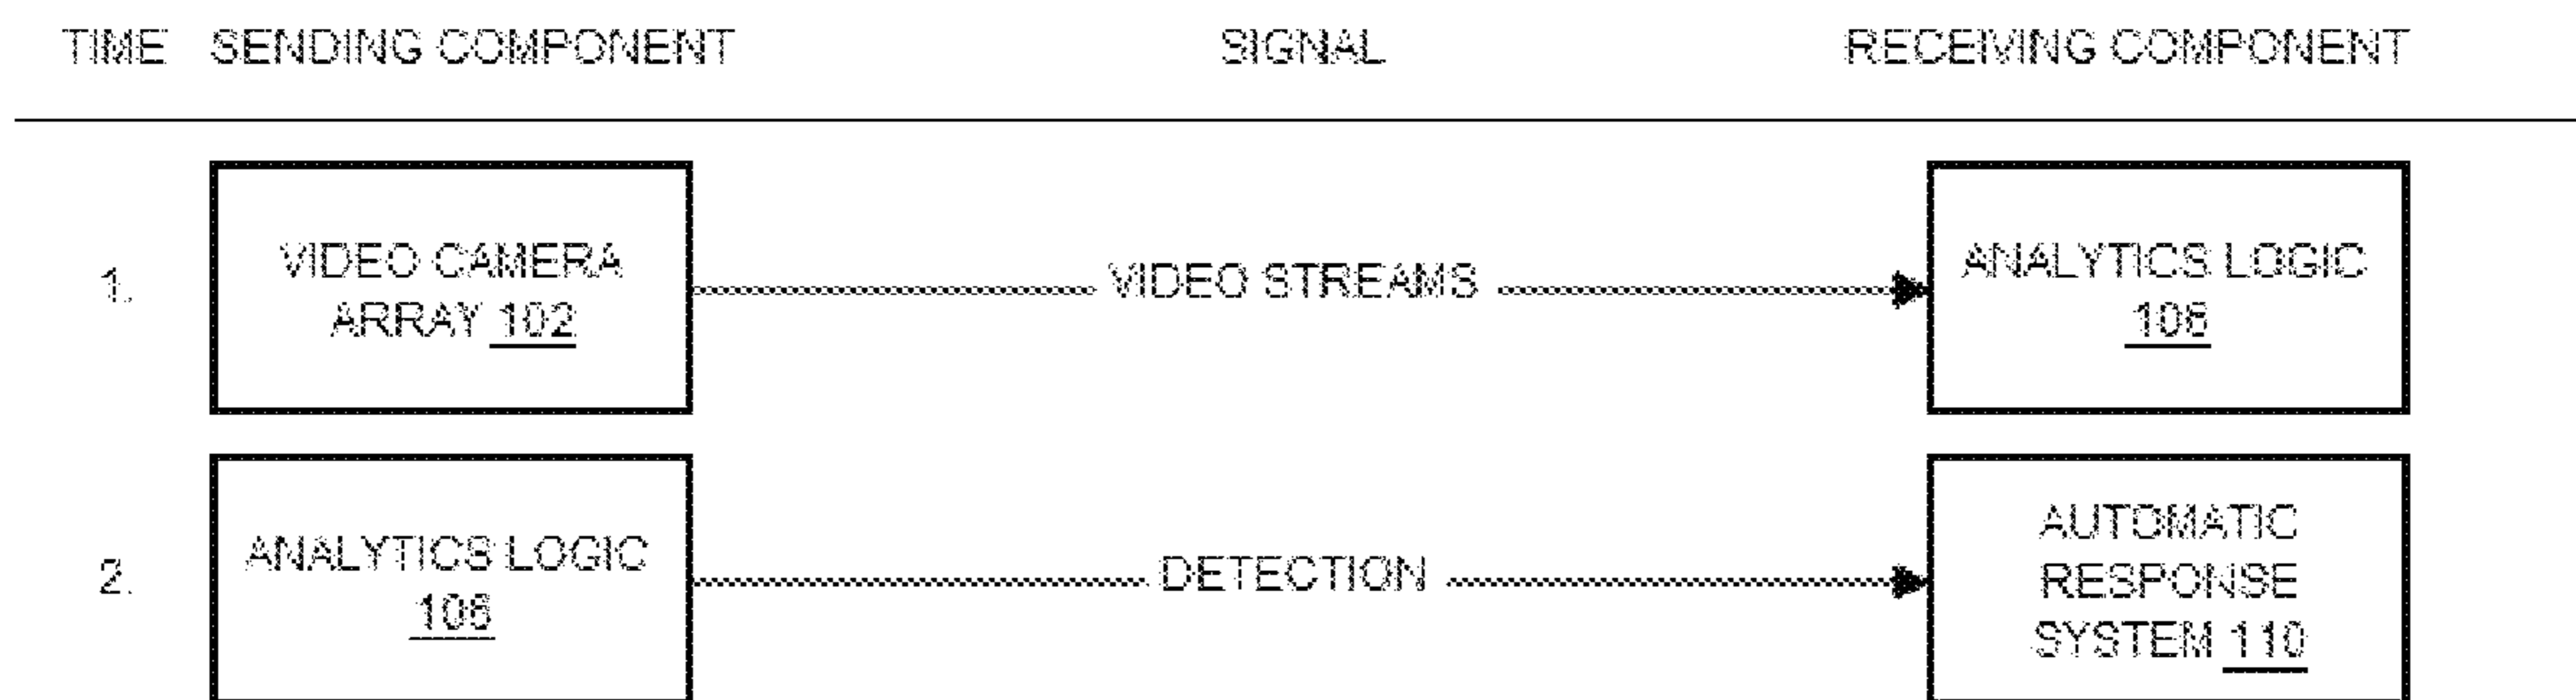 TIME SENDING COMPONENT SIGNAL RECEIVING COMPONENT
1.
VIDEO CAMERA
ARRAY 102
VIDEO STREAMS
ANALYTICS LOGIC
106
2.
ANALYTICS LOGIC
106
DETECTION
AUTOMATIC
RESPONSE
SYSTEM 110